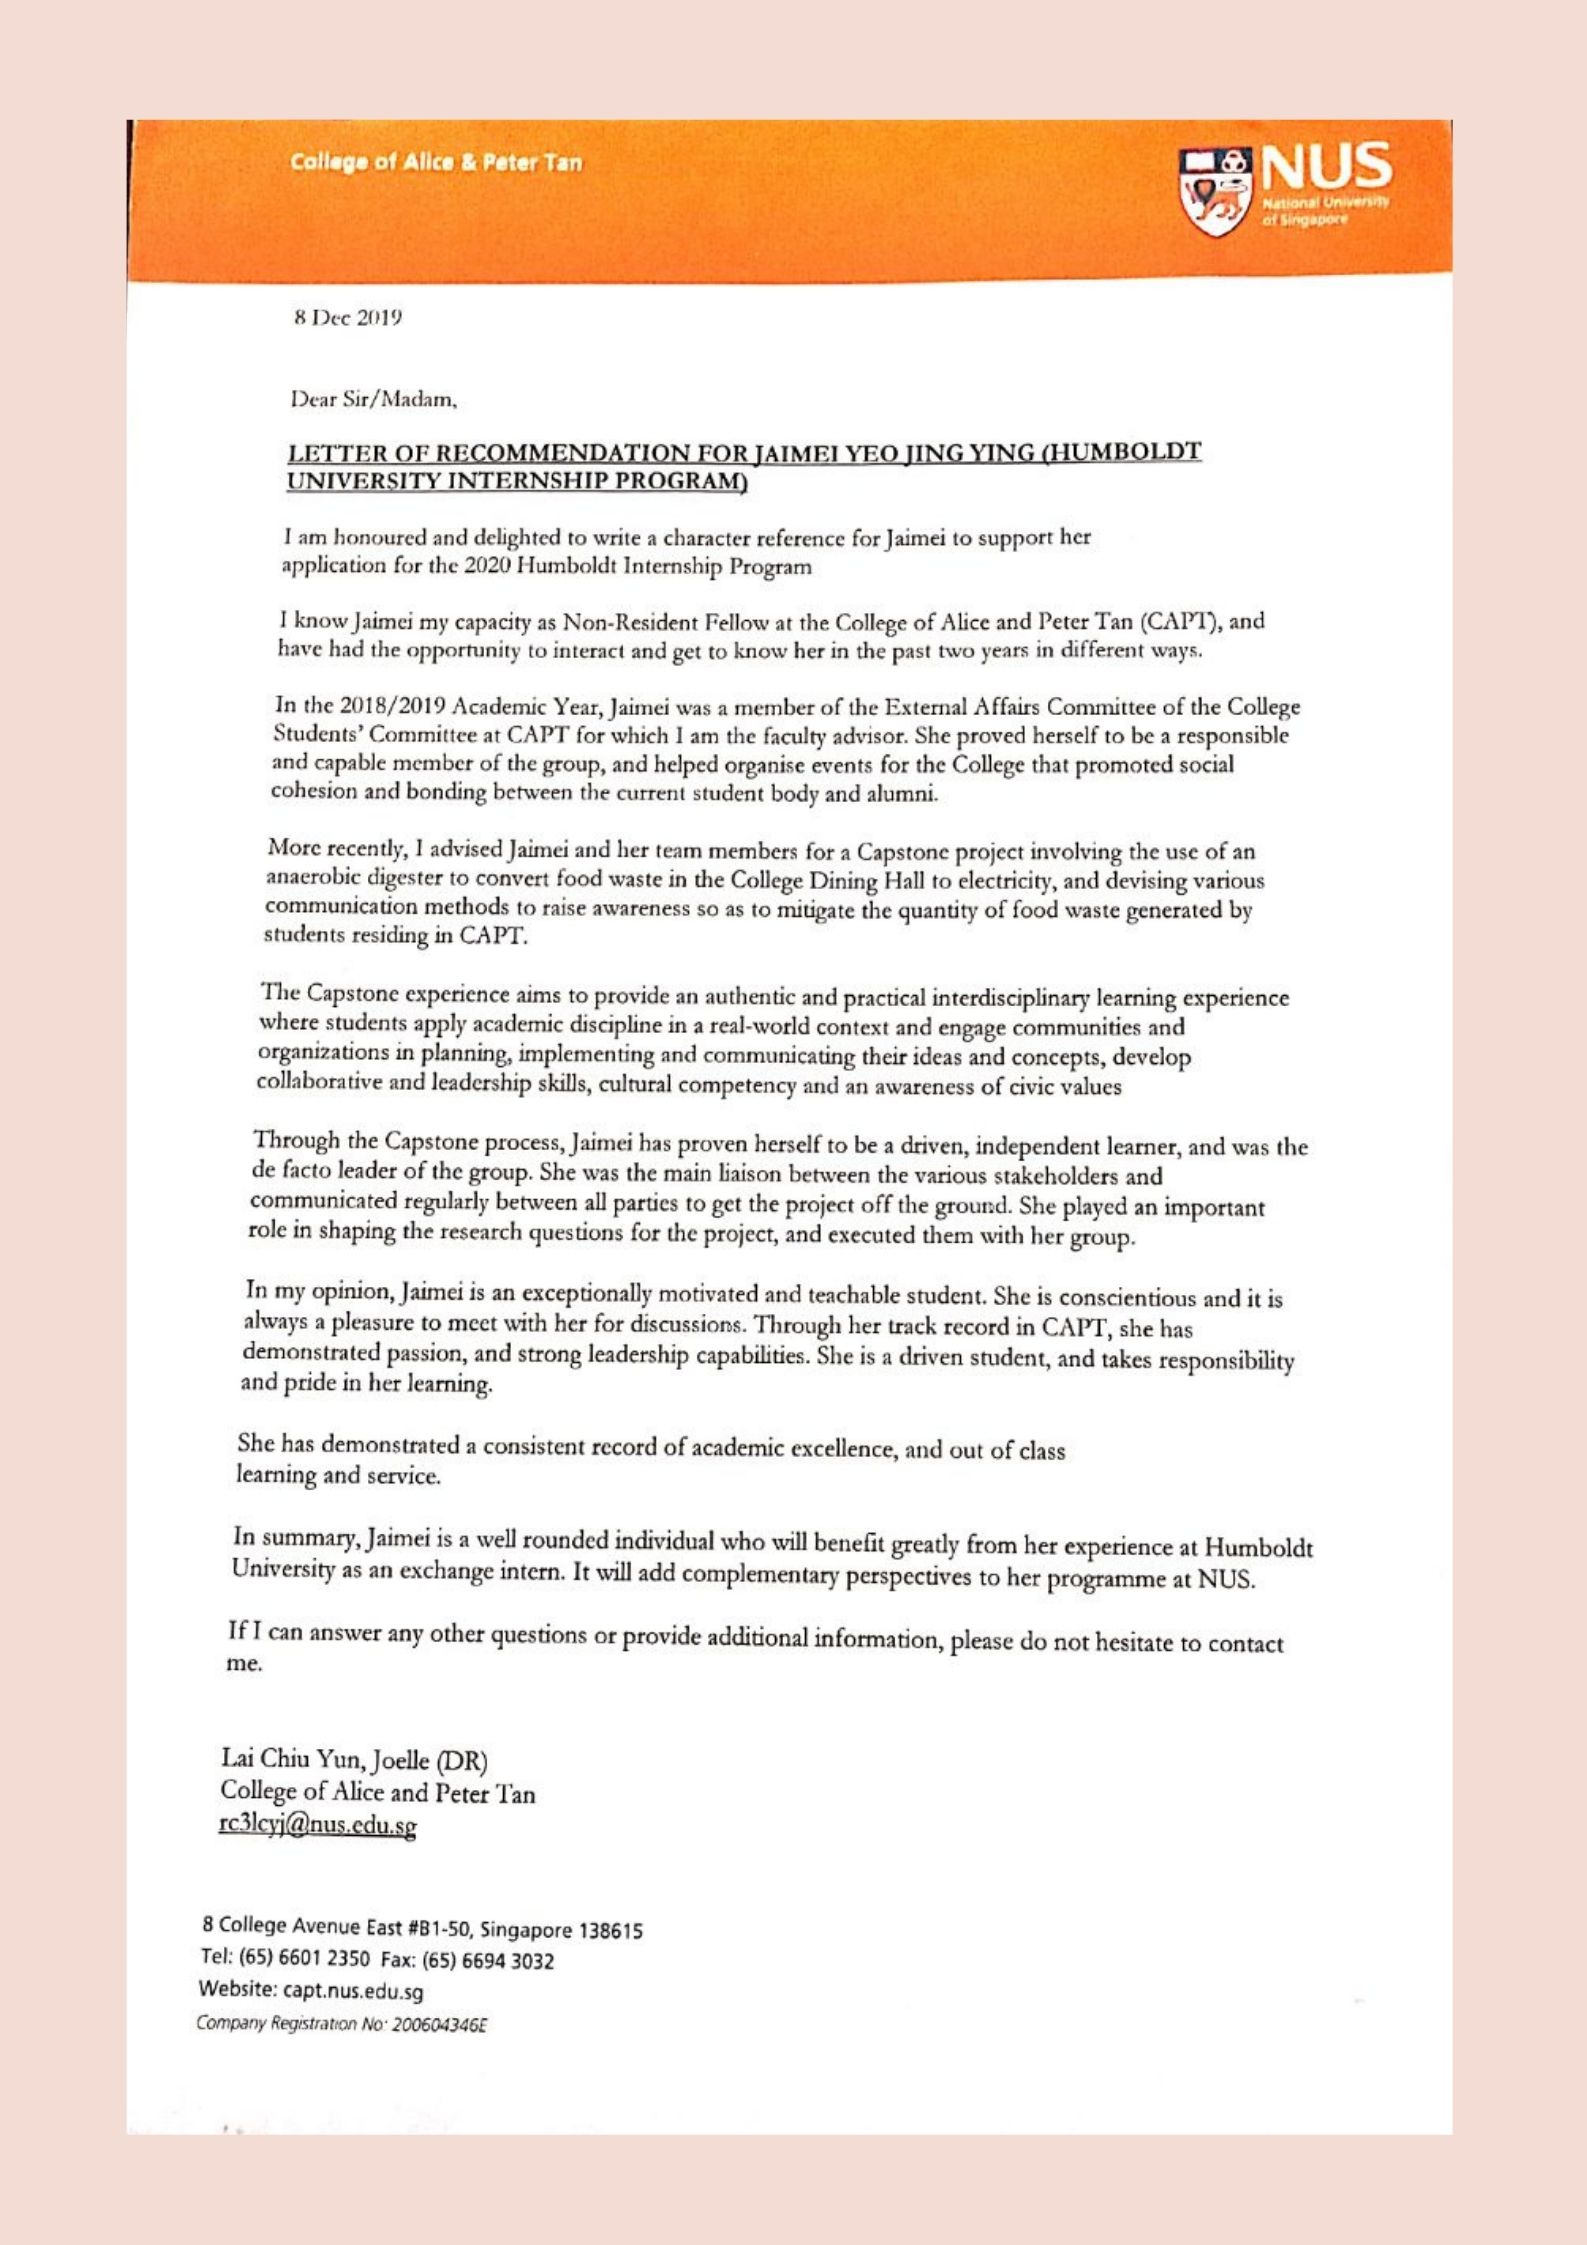 College of Alice & Peter Tan
NUS
National University
of Singapore
8 Dec 2019
Dear Sir/Madam,
LETTER OF RECOMMENDATION FOR JAIMEI YEO JING YING (HUMBOLDT
UNIVERSITY INTERNSHIP PROGRAM)
I am honoured and delighted to write a character reference for Jaimei to support her
application for the 2020 Humboldt Internship Program
I know Jaimei my capacity as Non-Resident Fellow at the College of Alice and Peter Tan (CAPT), and
have had the opportunity to interact and get to know her in the past two years in different ways.
In the 2018/2019 Academic Year, Jaimei was a member of the External Affairs Committee of the College
Students' Committee at CAPT for which I am the faculty advisor. She proved herself to be a responsible
and capable member of the group, and helped organise events for the College that promoted social
cohesion and bonding between the current student body and alumni.
More recently, I advised Jaimei and her team members for a Capstone project involving the use of an
anaerobic digester to convert food waste in the College Dining Hall to electricity, and devising various
communication methods to raise awareness so as to mitigate the quantity of food waste generated by
students residing in CAPT.
The Capstone experience aims to provide an authentic and practical interdisciplinary learning experience
where students apply academic discipline in a real-world context and engage communities and
organizations in planning, implementing and communicating their ideas and concepts, develop
collaborative and leadership skills, cultural competency and an awareness of civic values
Through the Capstone process, Jaimei has proven herself to be a driven, independent learner, and was the
de facto leader of the group. She was the main liaison between the various stakeholders and
communicated regularly between all parties to get the project off the ground. She played an important
role in shaping the research questions for the project, and executed them with her group.
In my opinion, Jaimei is an exceptionally motivated and teachable student. She is conscientious and it is
always a pleasure to meet with her for discussions. Through her track record in CAPT, she has
demonstrated passion, and strong leadership capabilities. She is a driven student, and takes responsibility
and pride in her learning.
She has demonstrated a consistent record of academic excellence, and out of class
learning and service.
In summary, Jaimei is a well rounded individual who will benefit greatly from her experience at Humboldt
University as an exchange intern. It will add complementary perspectives to her programme at NUS.
If I can answer any other questions or provide additional information, please do not hesitate to contact
me.
Lai Chiu Yun, Joelle (DR)
College of Alice and Peter Tan
rc3lcyj@nus.edu.sg
8 College Avenue East #B1-50, Singapore 138615
Tel: (65) 6601 2350 Fax: (65) 6694 3032
Website: capt.nus.edu.sg
Company Registration No: 200604346E